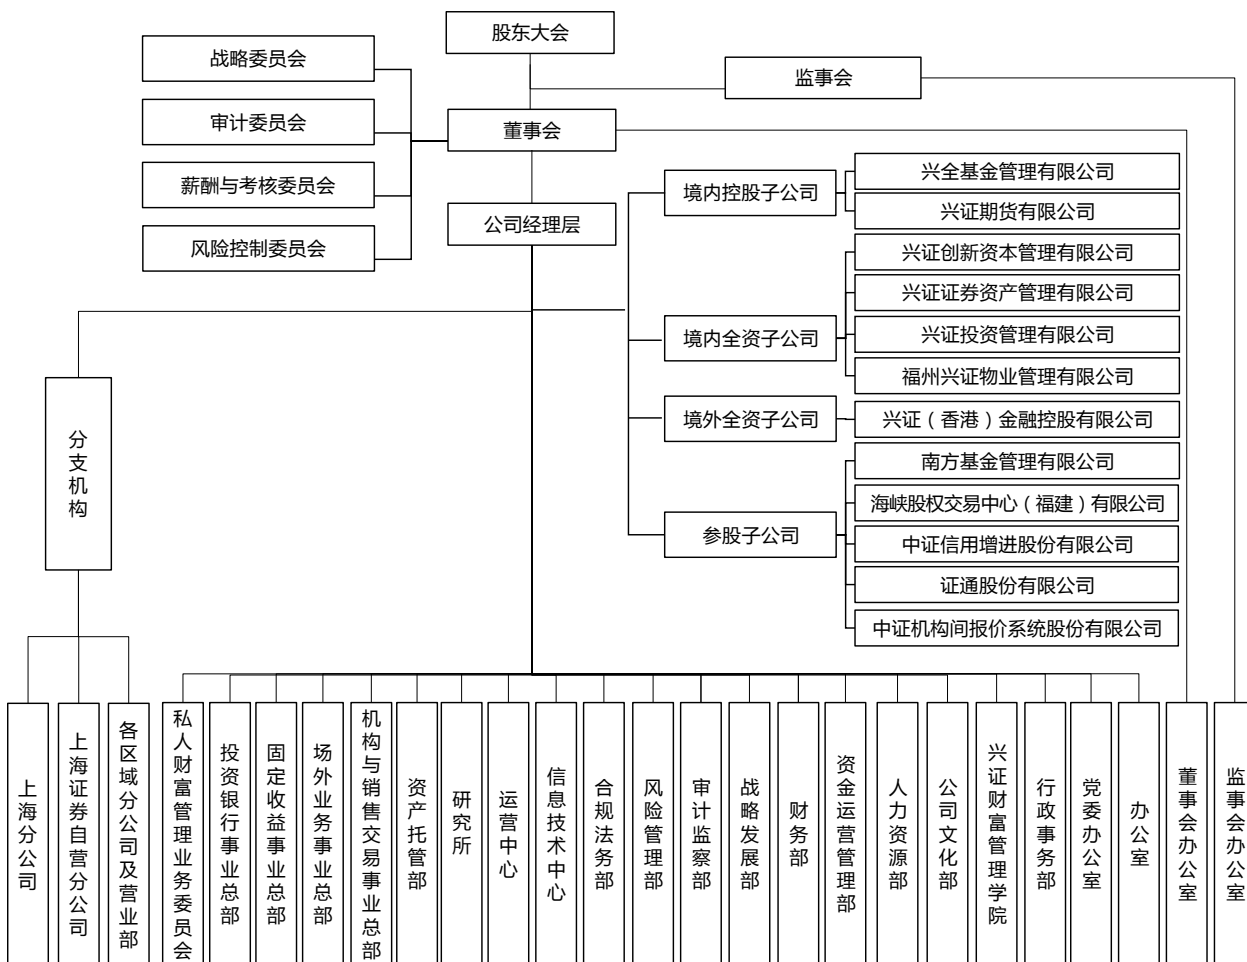 股东大会
战略委员会
监事会
审计委员会
董事会
薪酬与考核委员会
风险控制委员会
公司经理层
境内控股子公司
兴全基金管理有限公司
兴证期货有限公司
境内全资子公司
兴证创新资本管理有限公司
兴证证券资产管理有限公司
兴证投资管理有限公司
福州兴证物业管理有限公司
境外全资子公司
兴证（香港）金融控股有限公司
参股子公司
南方基金管理有限公司
海峡股权交易中心（福建）有限公司
中证信用增进股份有限公司
证通股份有限公司
中证机构间报价系统股份有限公司
分支机构
上海分公司
上海证券自营分公司
各区域分公司及营业部
私人财富管理业务委员会
投资银行事业总部
固定收益事业总部
场外业务事业总部
机构与销售交易事业总部
资产托管部
研究所
运营中心
信息技术中心
合规法务部
风险管理部
审计监察部
战略发展部
财务部
资金运营管理部
人力资源部
公司文化部
兴证财富管理学院
行政事务部
党委办公室
办公室
董事会办公室
监事会办公室